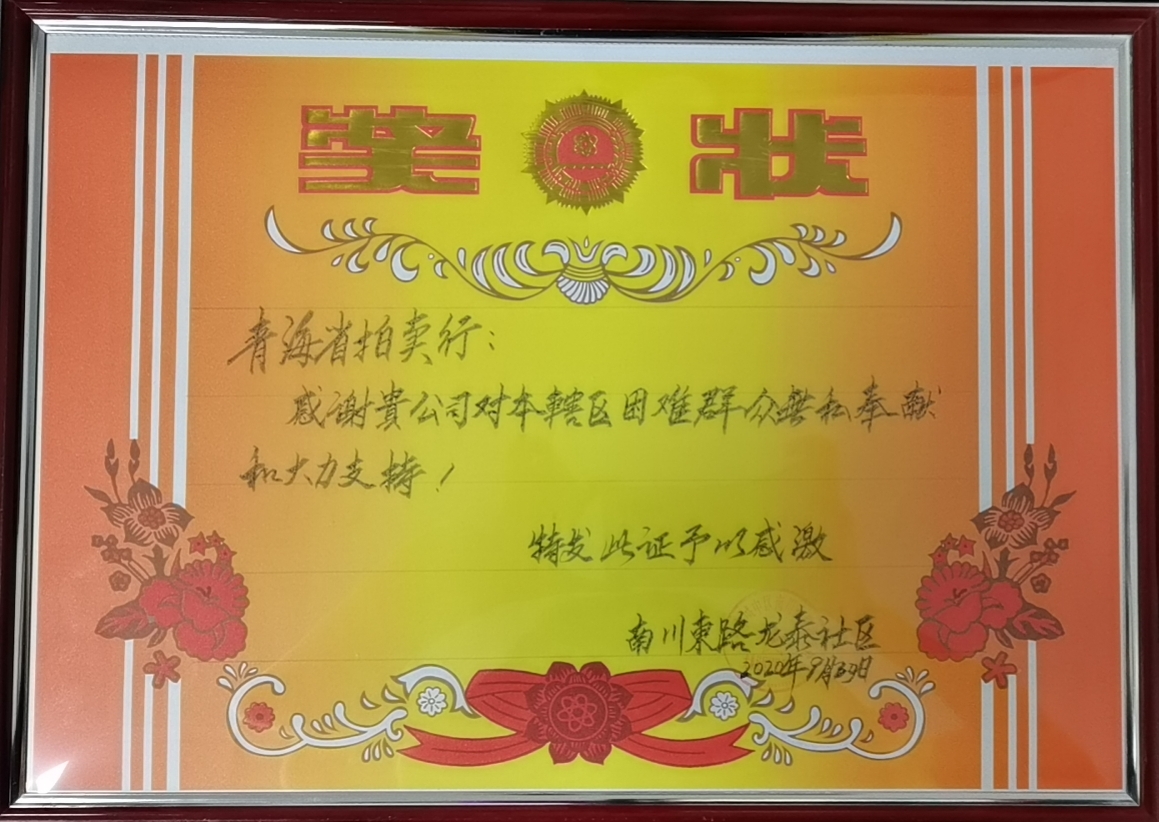 奖 状
青海省拍卖行：
感谢貴公司对本辖区困难群众無私奉献
和大力支持！
特发此证予以感激
南川東路龙泰社区
2020年9月30日